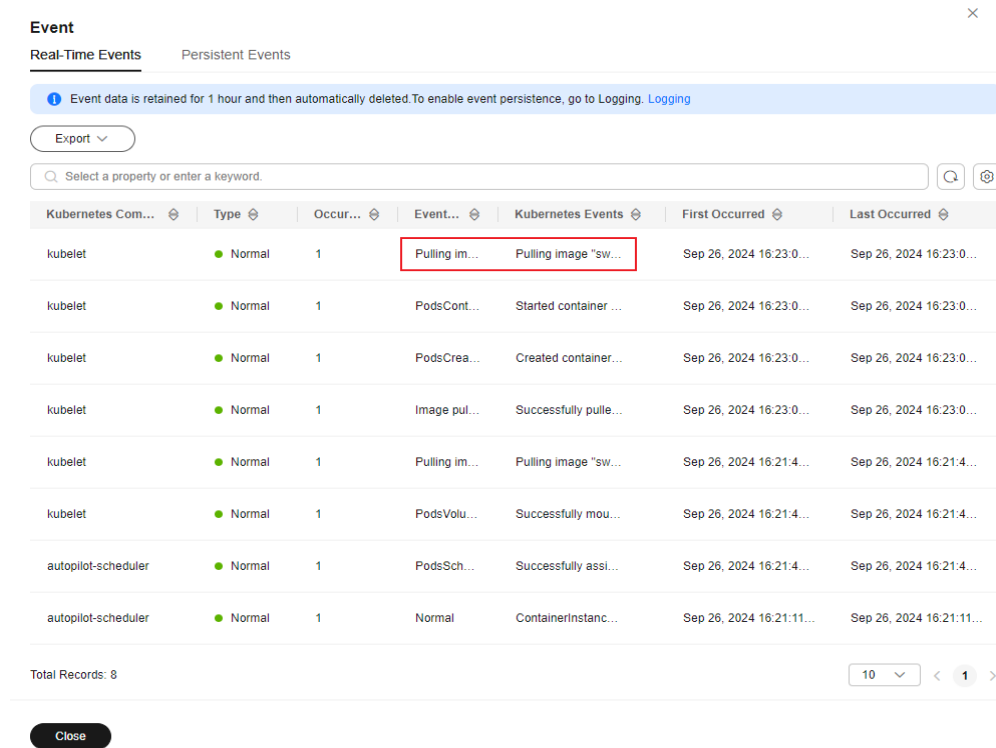 Event
Real-Time Events Persistent Events
Event data is retained for 1 hour and then automatically deleted.To enable event persistence, go to Logging. Logging
Export
Select a property or enter a keyword.
Kubernetes Com... Type Occur... Event... Kubernetes Events First Occurred Last Occurred
kubelet Normal 1 Pulling im... Pulling image "sw... Sep 26, 2024 16:23:0... Sep 26, 2024 16:23:0...
kubelet Normal 1 PodsCont... Started container ... Sep 26, 2024 16:23:0... Sep 26, 2024 16:23:0...
kubelet Normal 1 PodsCrea... Created container... Sep 26, 2024 16:23:0... Sep 26, 2024 16:23:0...
kubelet Normal 1 Image pul... Successfully pulle... Sep 26, 2024 16:23:0... Sep 26, 2024 16:23:0...
kubelet Normal 1 Pulling im... Pulling image "sw... Sep 26, 2024 16:21:4... Sep 26, 2024 16:21:4...
kubelet Normal 1 PodsVolu... Successfully mou... Sep 26, 2024 16:21:4... Sep 26, 2024 16:21:4...
autopilot-scheduler Normal 1 PodsSch... Successfully assi... Sep 26, 2024 16:21:4... Sep 26, 2024 16:21:4...
autopilot-scheduler Normal 1 Normal ContainerInstanc... Sep 26, 2024 16:21:11... Sep 26, 2024 16:21:11...
Total Records: 8 10 1
Close